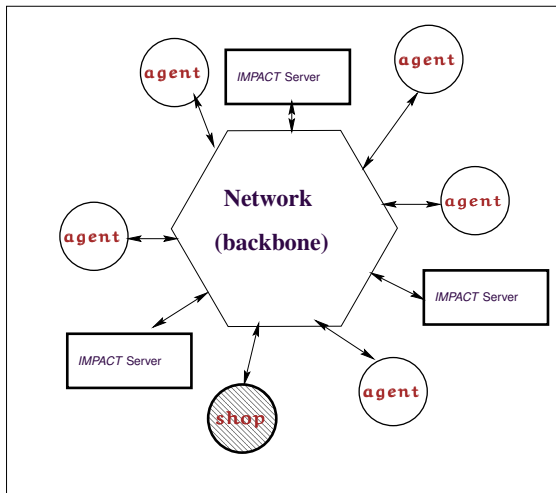 agent
IMPACT Server
agent
Network
(backbone)
agent
agent
IMPACT Server
IMPACT Server
shop
agent